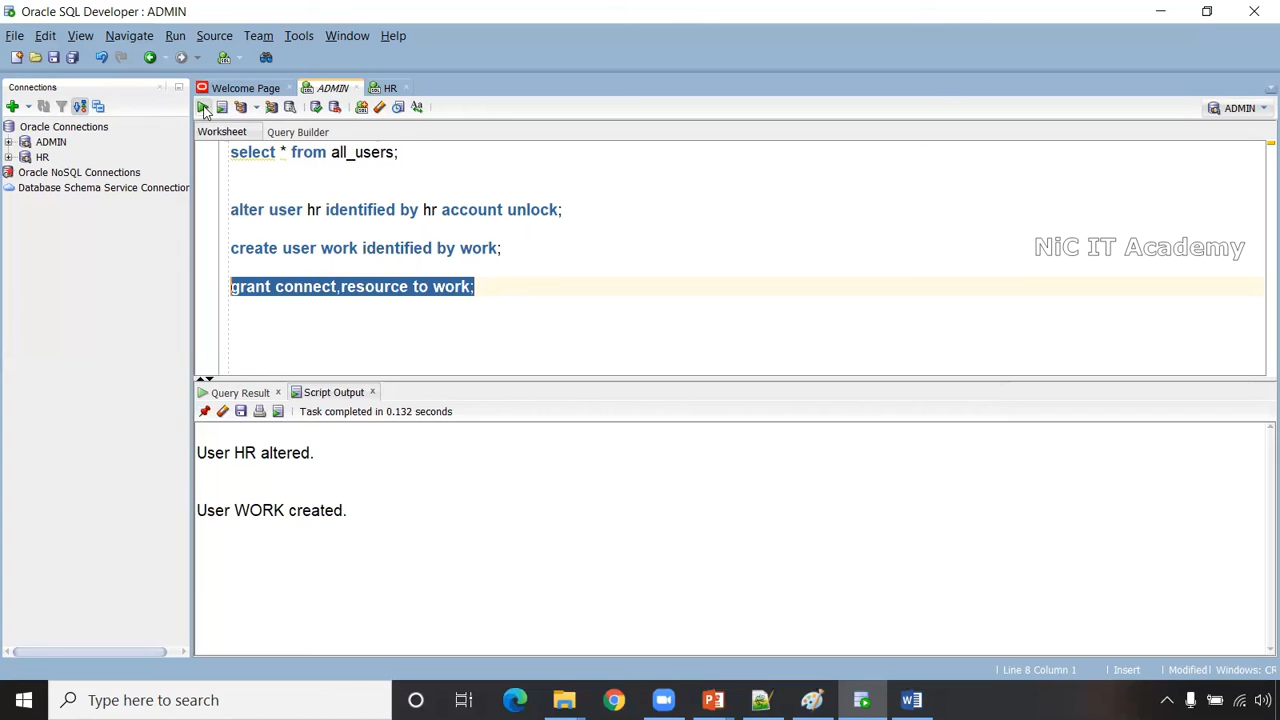 Oracle SQL Developer : ADMIN
File Edit View Navigate Run Source Team Tools Window Help
Connections
Welcome Page
ADMIN
HR
ADMIN
Worksheet
Query Builder
Oracle Connections
ADMIN
HR
Oracle NoSQL Connections
Database Schema Service Connection
select * from all_users;
alter user hr identified by hr account unlock;
create user work identified by work;
NiC IT Academy
grant connect,resource to work;
Query Result
Script Output
Task completed in 0.132 seconds
User HR altered.
User WORK created.
Line 8 Column 1
Insert
Modified
Windows: CR
Type here to search